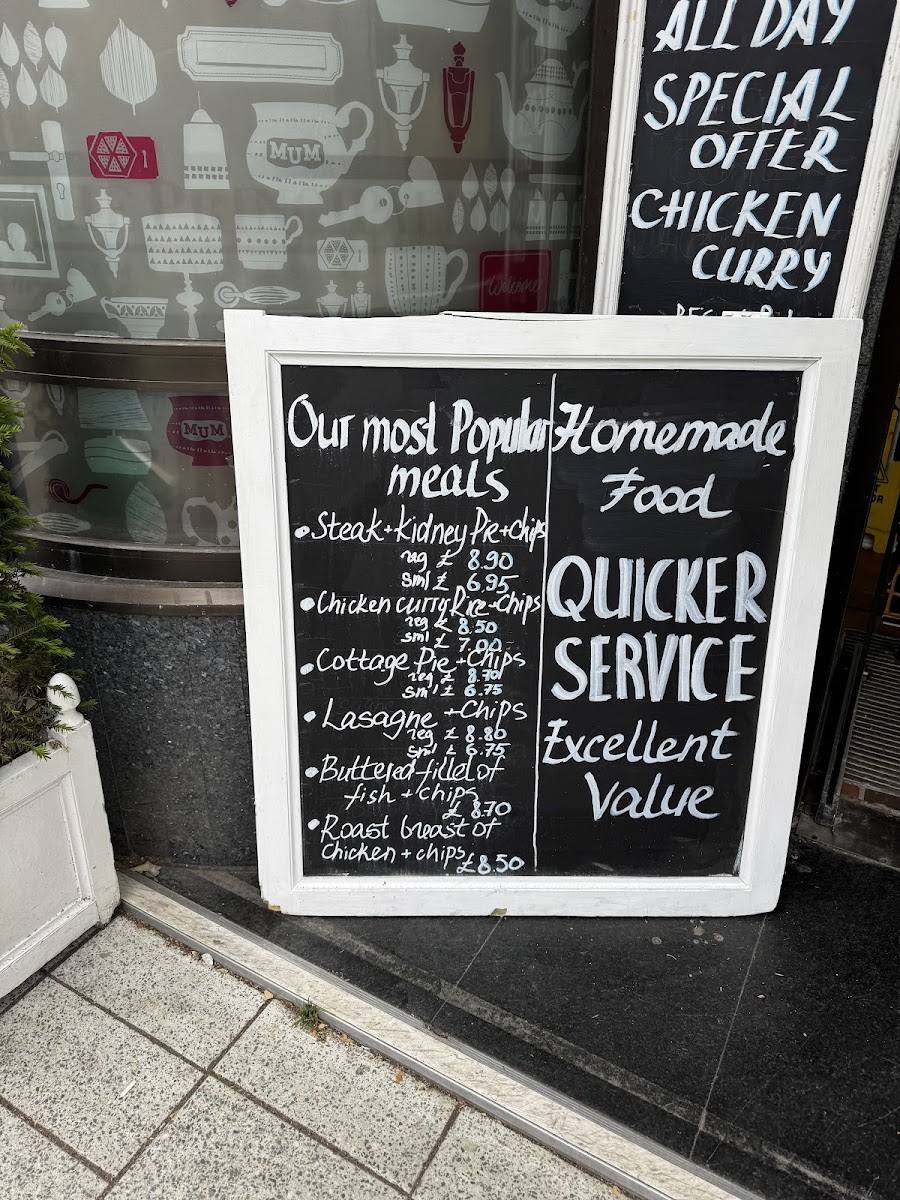 ALL DAY
SPECIAL
OFFER
CHICKEN
CURRY
MUM
1
Welcome
MUM
Our most Popular
meals
• Steak + Kidney Pie + chips
reg £ 8.90
sml £ 6.95
• Chicken curry Rice + Chips
reg £ 8.50
sml £ 7.00
• Cottage Pie + Chips
reg £ 8.70
sml £ 6.75
• Lasagne + Chips
reg £ 8.80
sml £ 6.75
• Buttered fillet of
fish + chips
£ 8.70
• Roast breast of
Chicken + chips £8.50
Homemade
Food
QUICKER
SERVICE
Excellent
Value